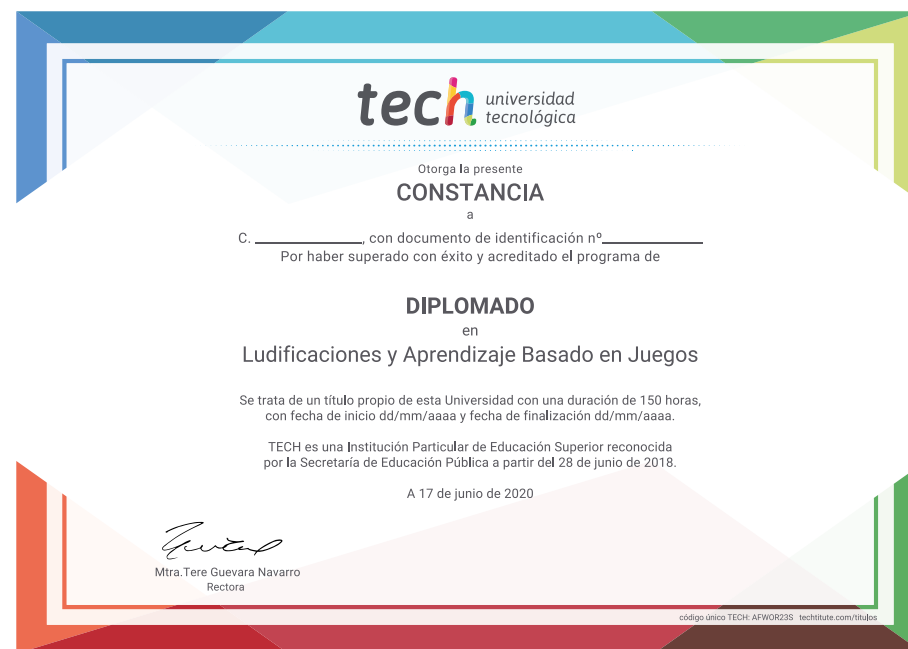 tech universidad
tecnológica
Otorga la presente
CONSTANCIA
a
C. ____________, con documento de identificación nº____________
Por haber superado con éxito y acreditado el programa de
DIPLOMADO
en
Ludificaciones y Aprendizaje Basado en Juegos
Se trata de un título propio de esta Universidad con una duración de 150 horas,
con fecha de inicio dd/mm/aaaa y fecha de finalización dd/mm/aaaa.
TECH es una Institución Particular de Educación Superior reconocida
por la Secretaría de Educación Pública a partir del 28 de junio de 2018.
A 17 de junio de 2020
Mtra.Tere Guevara Navarro
Rectora
código único TECH: AFWOR23S techtitute.com/titulos